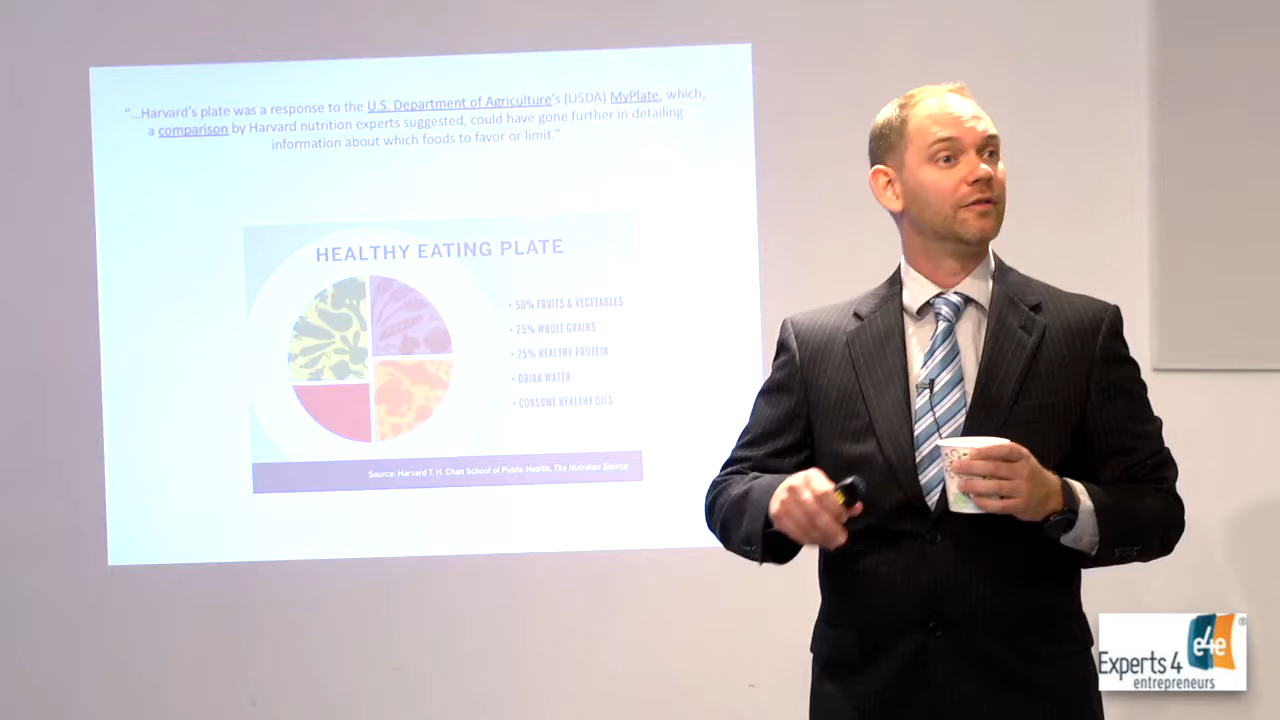 “...Harvard's plate was a response to the U.S. Department of Agriculture's (USDA) MyPlate, which,
a comparison by Harvard nutrition experts suggested, could have gone further in detailing
information about which foods to favor or limit.”
HEALTHY EATING PLATE
• 50% FRUITS & VEGETABLES
• 25% WHOLE GRAINS
• 25% HEALTHY PROTEIN
• DRINK WATER
• CONSUME HEALTHY OILS
Source: Harvard T. H. Chan School of Public Health, The Nutrition Source
e4e ®
Experts 4
entrepreneurs